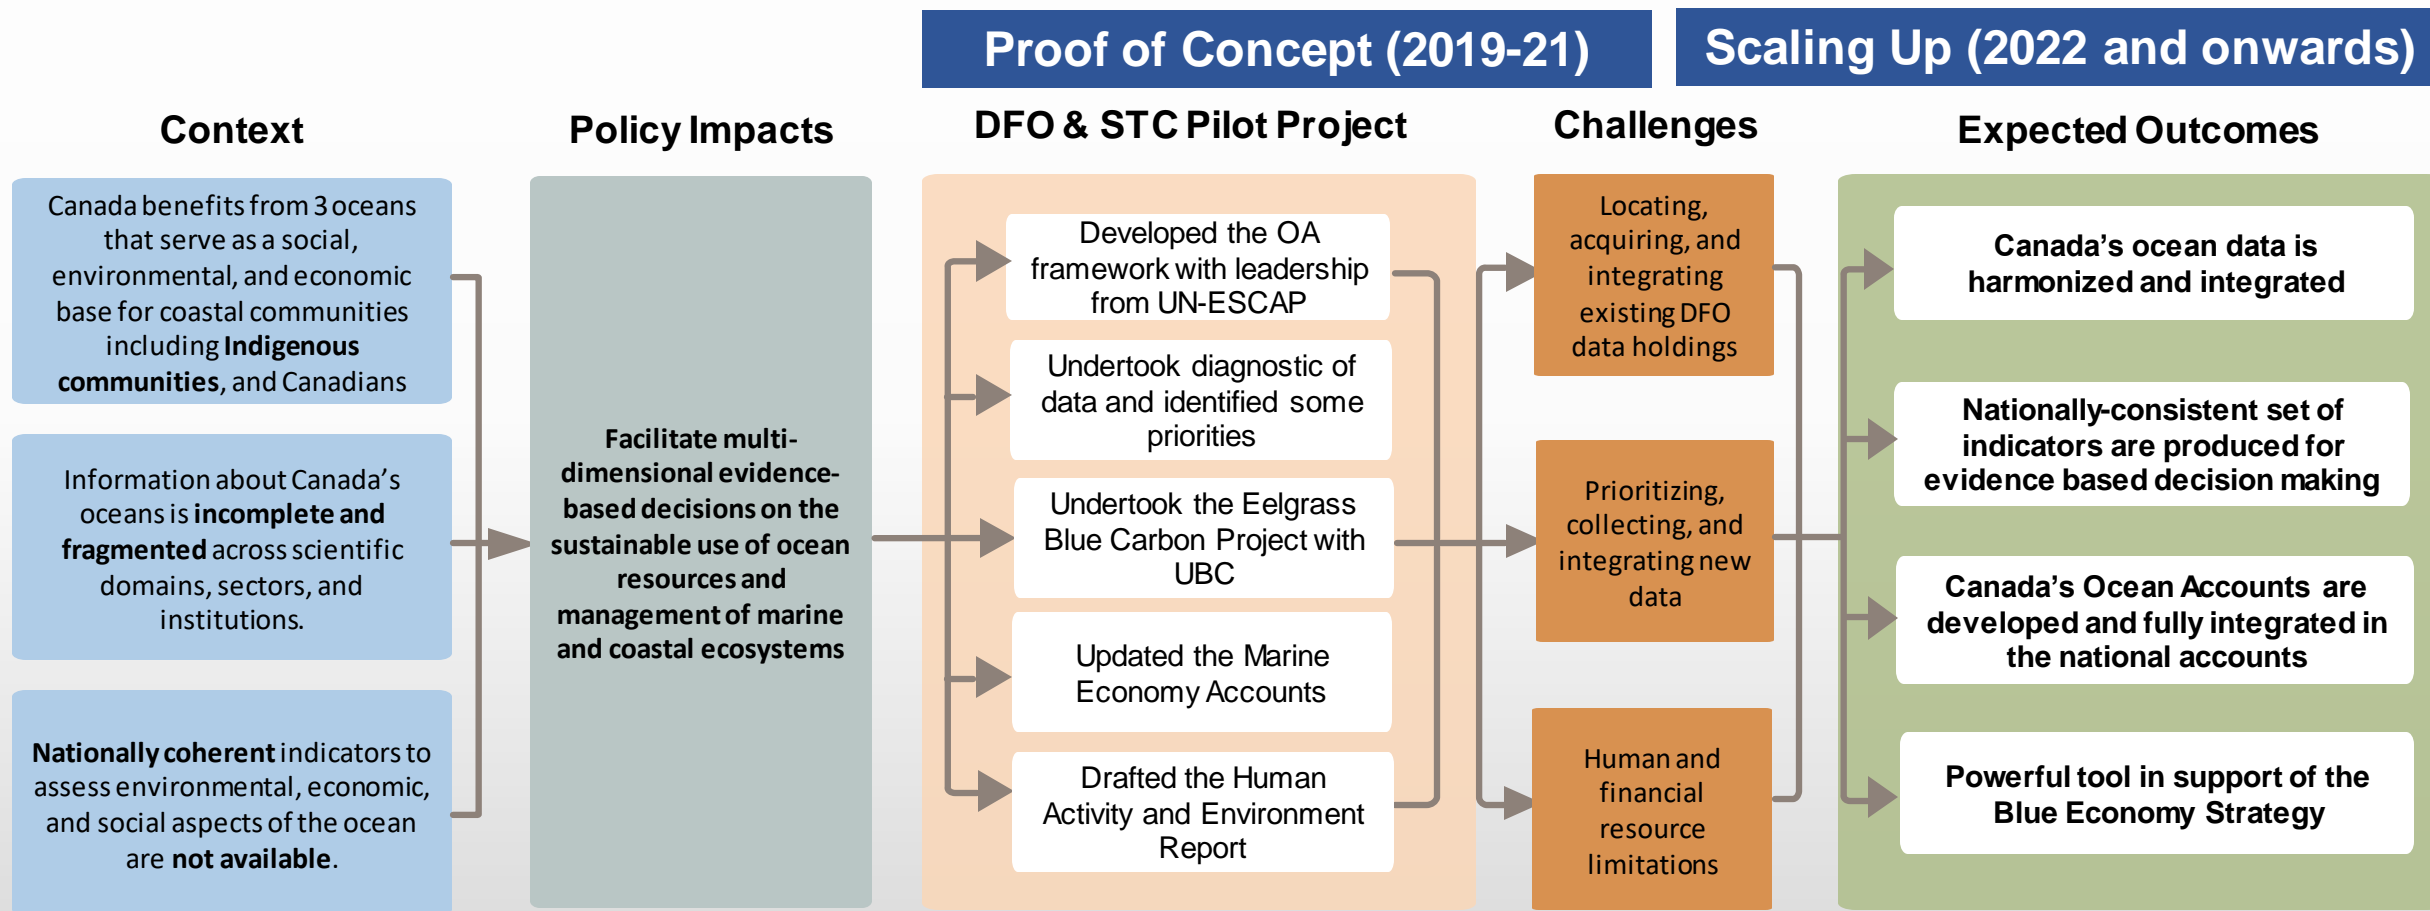 Proof of Concept (2019-21)
Scaling Up (2022 and onwards)
Context
Canada benefits from 3 oceans
that serve as a social,
environmental, and economic
base for coastal communities
including Indigenous
communities, and Canadians
Information about Canada's
oceans is incomplete and
fragmented across scientific
domains, sectors, and
institutions.
Nationally coherent indicators to
assess environmental, economic,
and social aspects of the ocean
are not available.
Policy Impacts
Facilitate multi-
dimensional evidence-
based decisions on the
sustainable use of ocean
resources and
management of marine
and coastal ecosystems
DFO & STC Pilot Project
Developed the OA
framework with leadership
from UN-ESCAP
Undertook diagnostic of
data and identified some
priorities
Undertook the Eelgrass
Blue Carbon Project with
UBC
Updated the Marine
Economy Accounts
Drafted the Human
Activity and Environment
Report
Challenges
Locating,
acquiring, and
integrating
existing DFO
data holdings
Prioritizing,
collecting, and
integrating new
data
Human and
financial
resource
limitations
Expected Outcomes
Canada's ocean data is
harmonized and integrated
Nationally-consistent set of
indicators are produced for
evidence based decision making
Canada's Ocean Accounts are
developed and fully integrated in
the national accounts
Powerful tool in support of the
Blue Economy Strategy